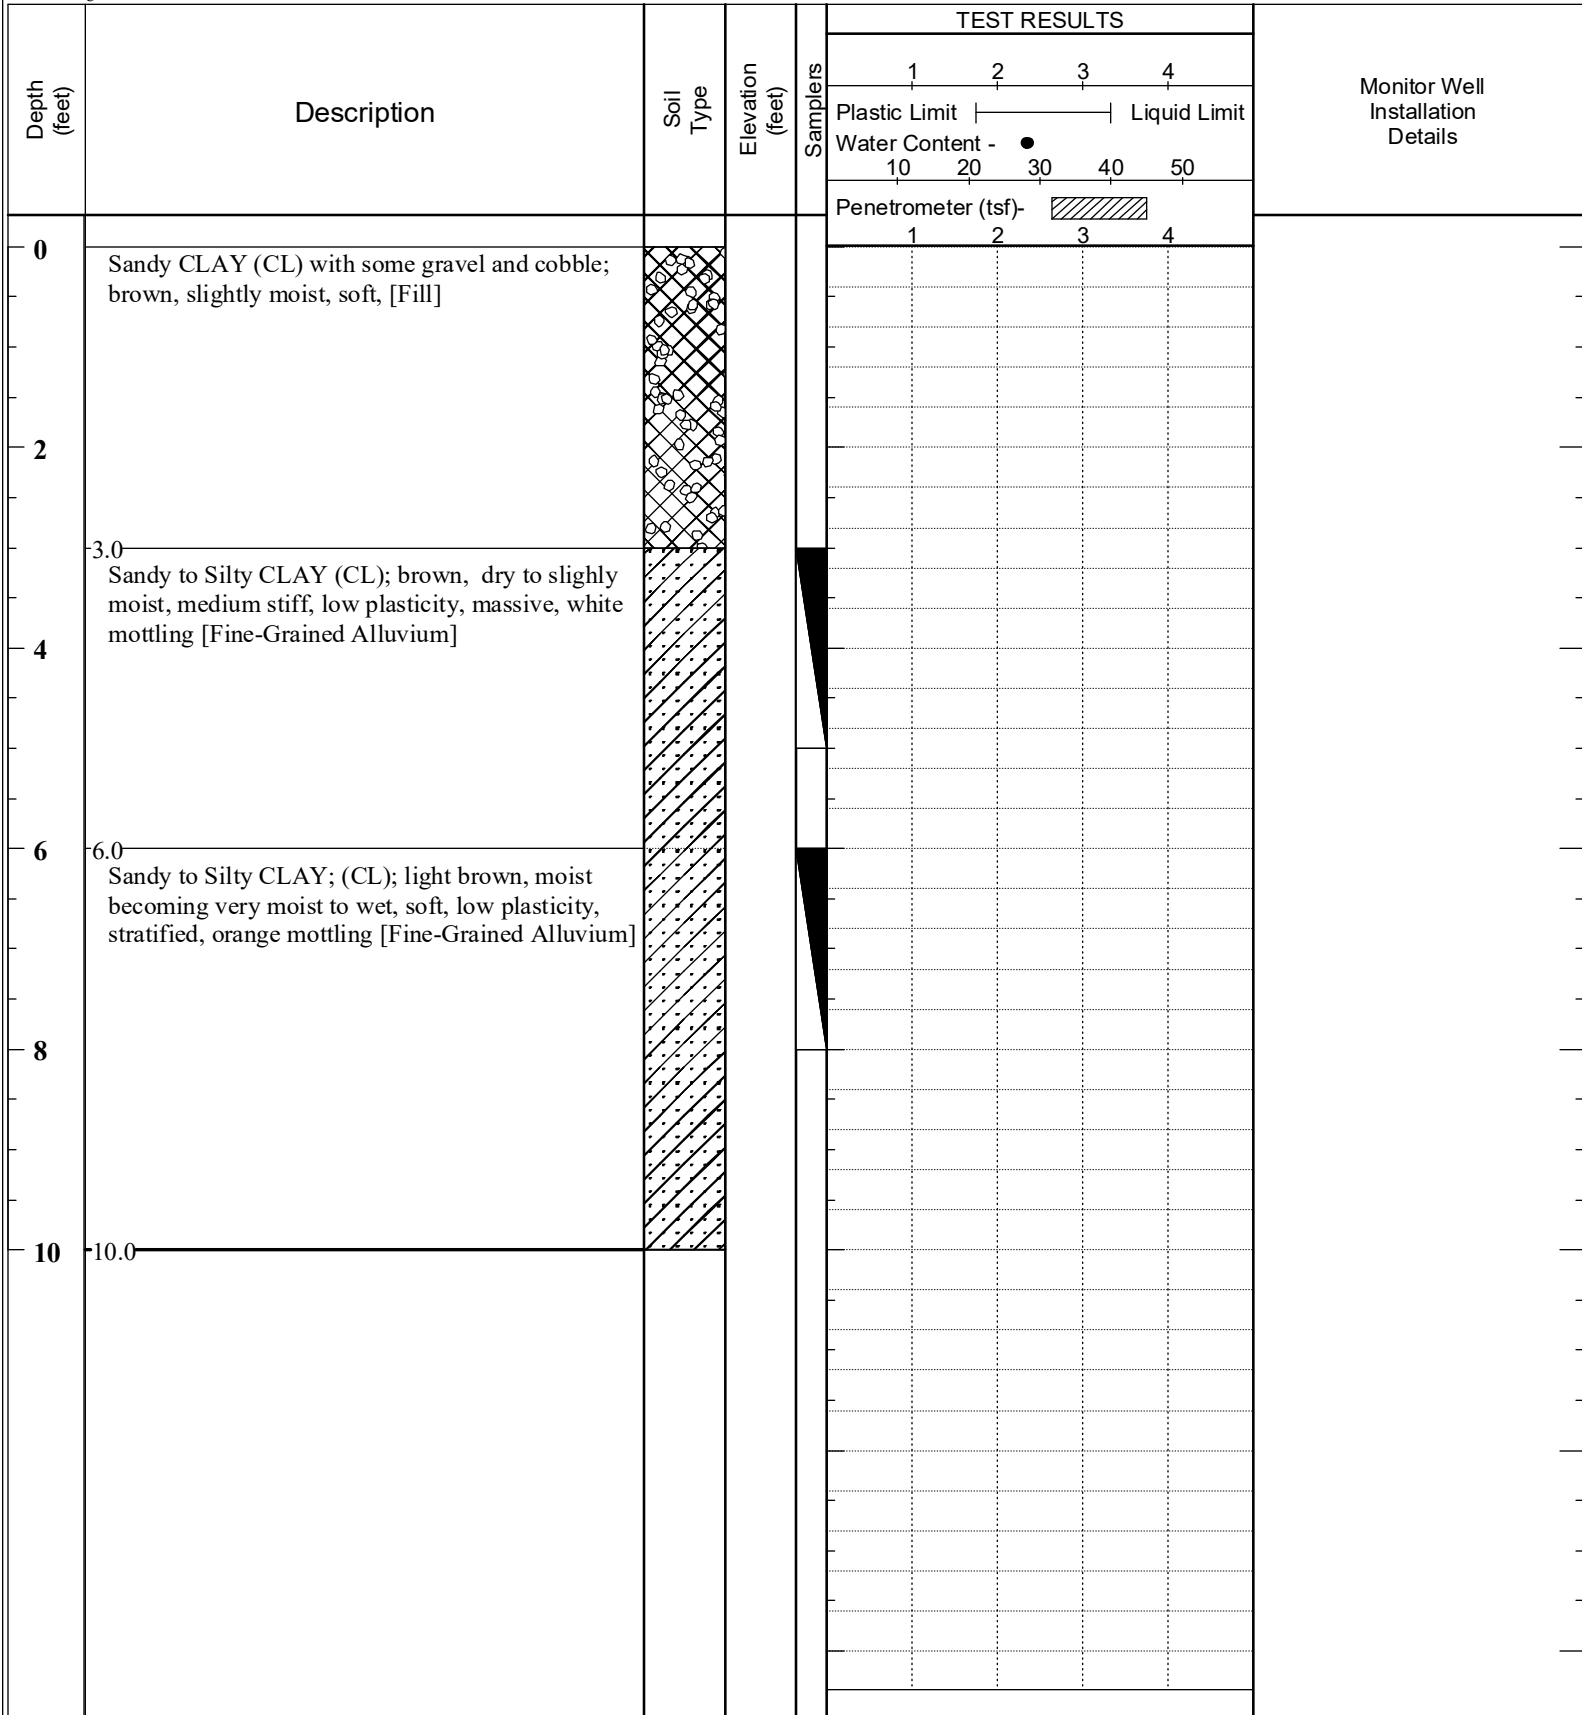 TEST RESULTS
Depth
(feet)
Description
Soil
Type
Elevation
(feet)
Samplers
1 2 3 4
Plastic Limit Liquid Limit
Water Content -
10 20 30 40 50
Penetrometer (tsf)-
1 2 3 4
Monitor Well
Installation
Details
0
Sandy CLAY (CL) with some gravel and cobble;
brown, slightly moist, soft, [Fill]
2
3.0
Sandy to Silty CLAY (CL); brown, dry to slighly
moist, medium stiff, low plasticity, massive, white
mottling [Fine-Grained Alluvium]
4
6 6.0
Sandy to Silty CLAY; (CL); light brown, moist
becoming very moist to wet, soft, low plasticity,
stratified, orange mottling [Fine-Grained Alluvium]
8
10 10.0